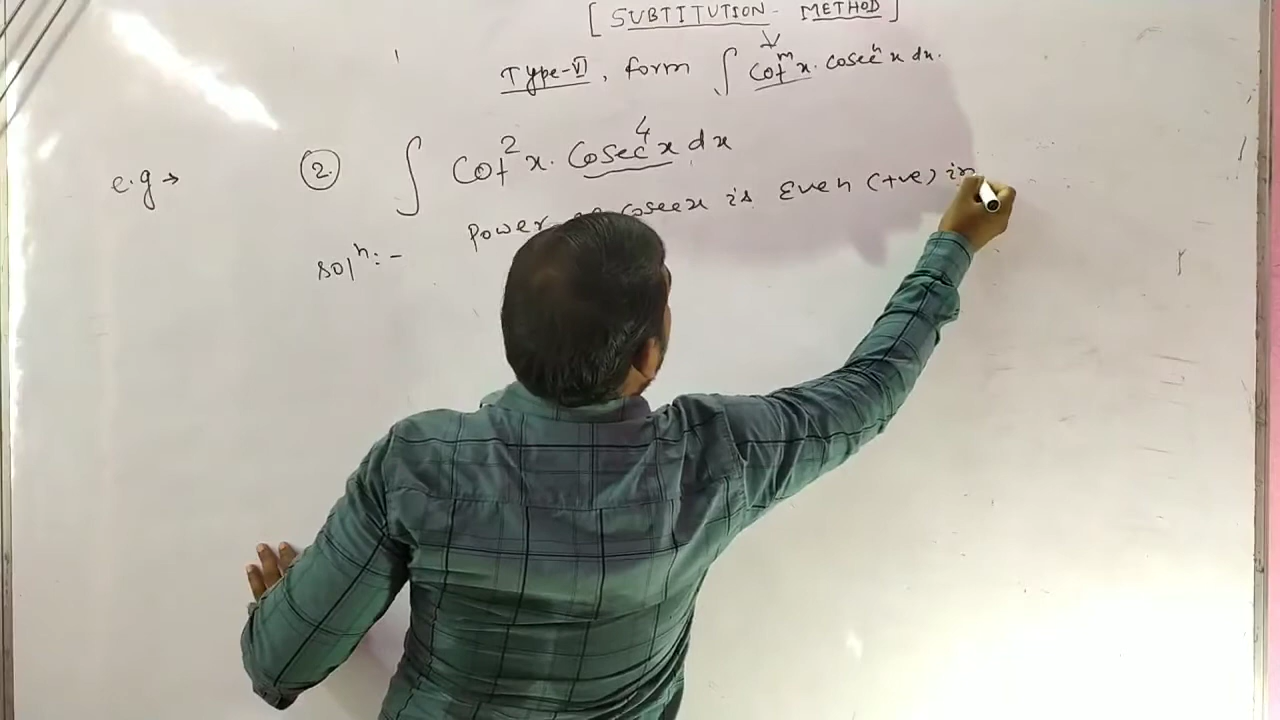 [ SUBTITUTION METHOD ]
Type-VI, form ∫ Cot^m x. Cosec^n x dx.
e.g → 2. ∫ Cot^2 x. Cosec^4 x dx
Sol^n:- Power cosecx is Even (+ve) in